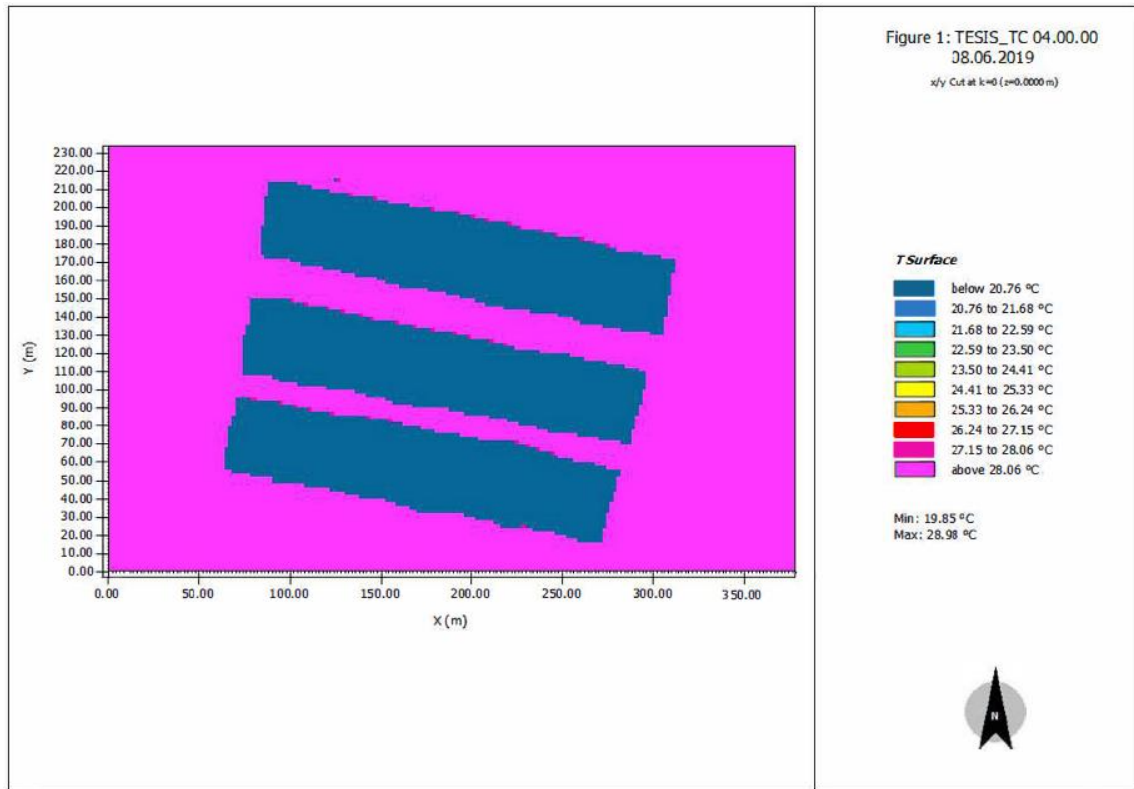 Figure 1: TESIS_TC 04.00.00
08.06.2019
x/y Cut at k=0 (z=0.0000 m)
230.00
220.00
210.00
200.00
190.00
180.00
170.00
160.00
150.00
140.00
130.00
120.00
110.00
100.00
90.00
80.00
70.00
60.00
50.00
40.00
30.00
20.00
10.00
0.00
Y (m)
0.00 50.00 100.00 150.00 200.00 250.00 300.00 350.00
X (m)
T Surface
below 20.76 °C
20.76 to 21.68 °C
21.68 to 22.59 °C
22.59 to 23.50 °C
23.50 to 24.41 °C
24.41 to 25.33 °C
25.33 to 26.24 °C
26.24 to 27.15 °C
27.15 to 28.06 °C
above 28.06 °C
Min: 19.85 °C
Max: 28.98 °C
N